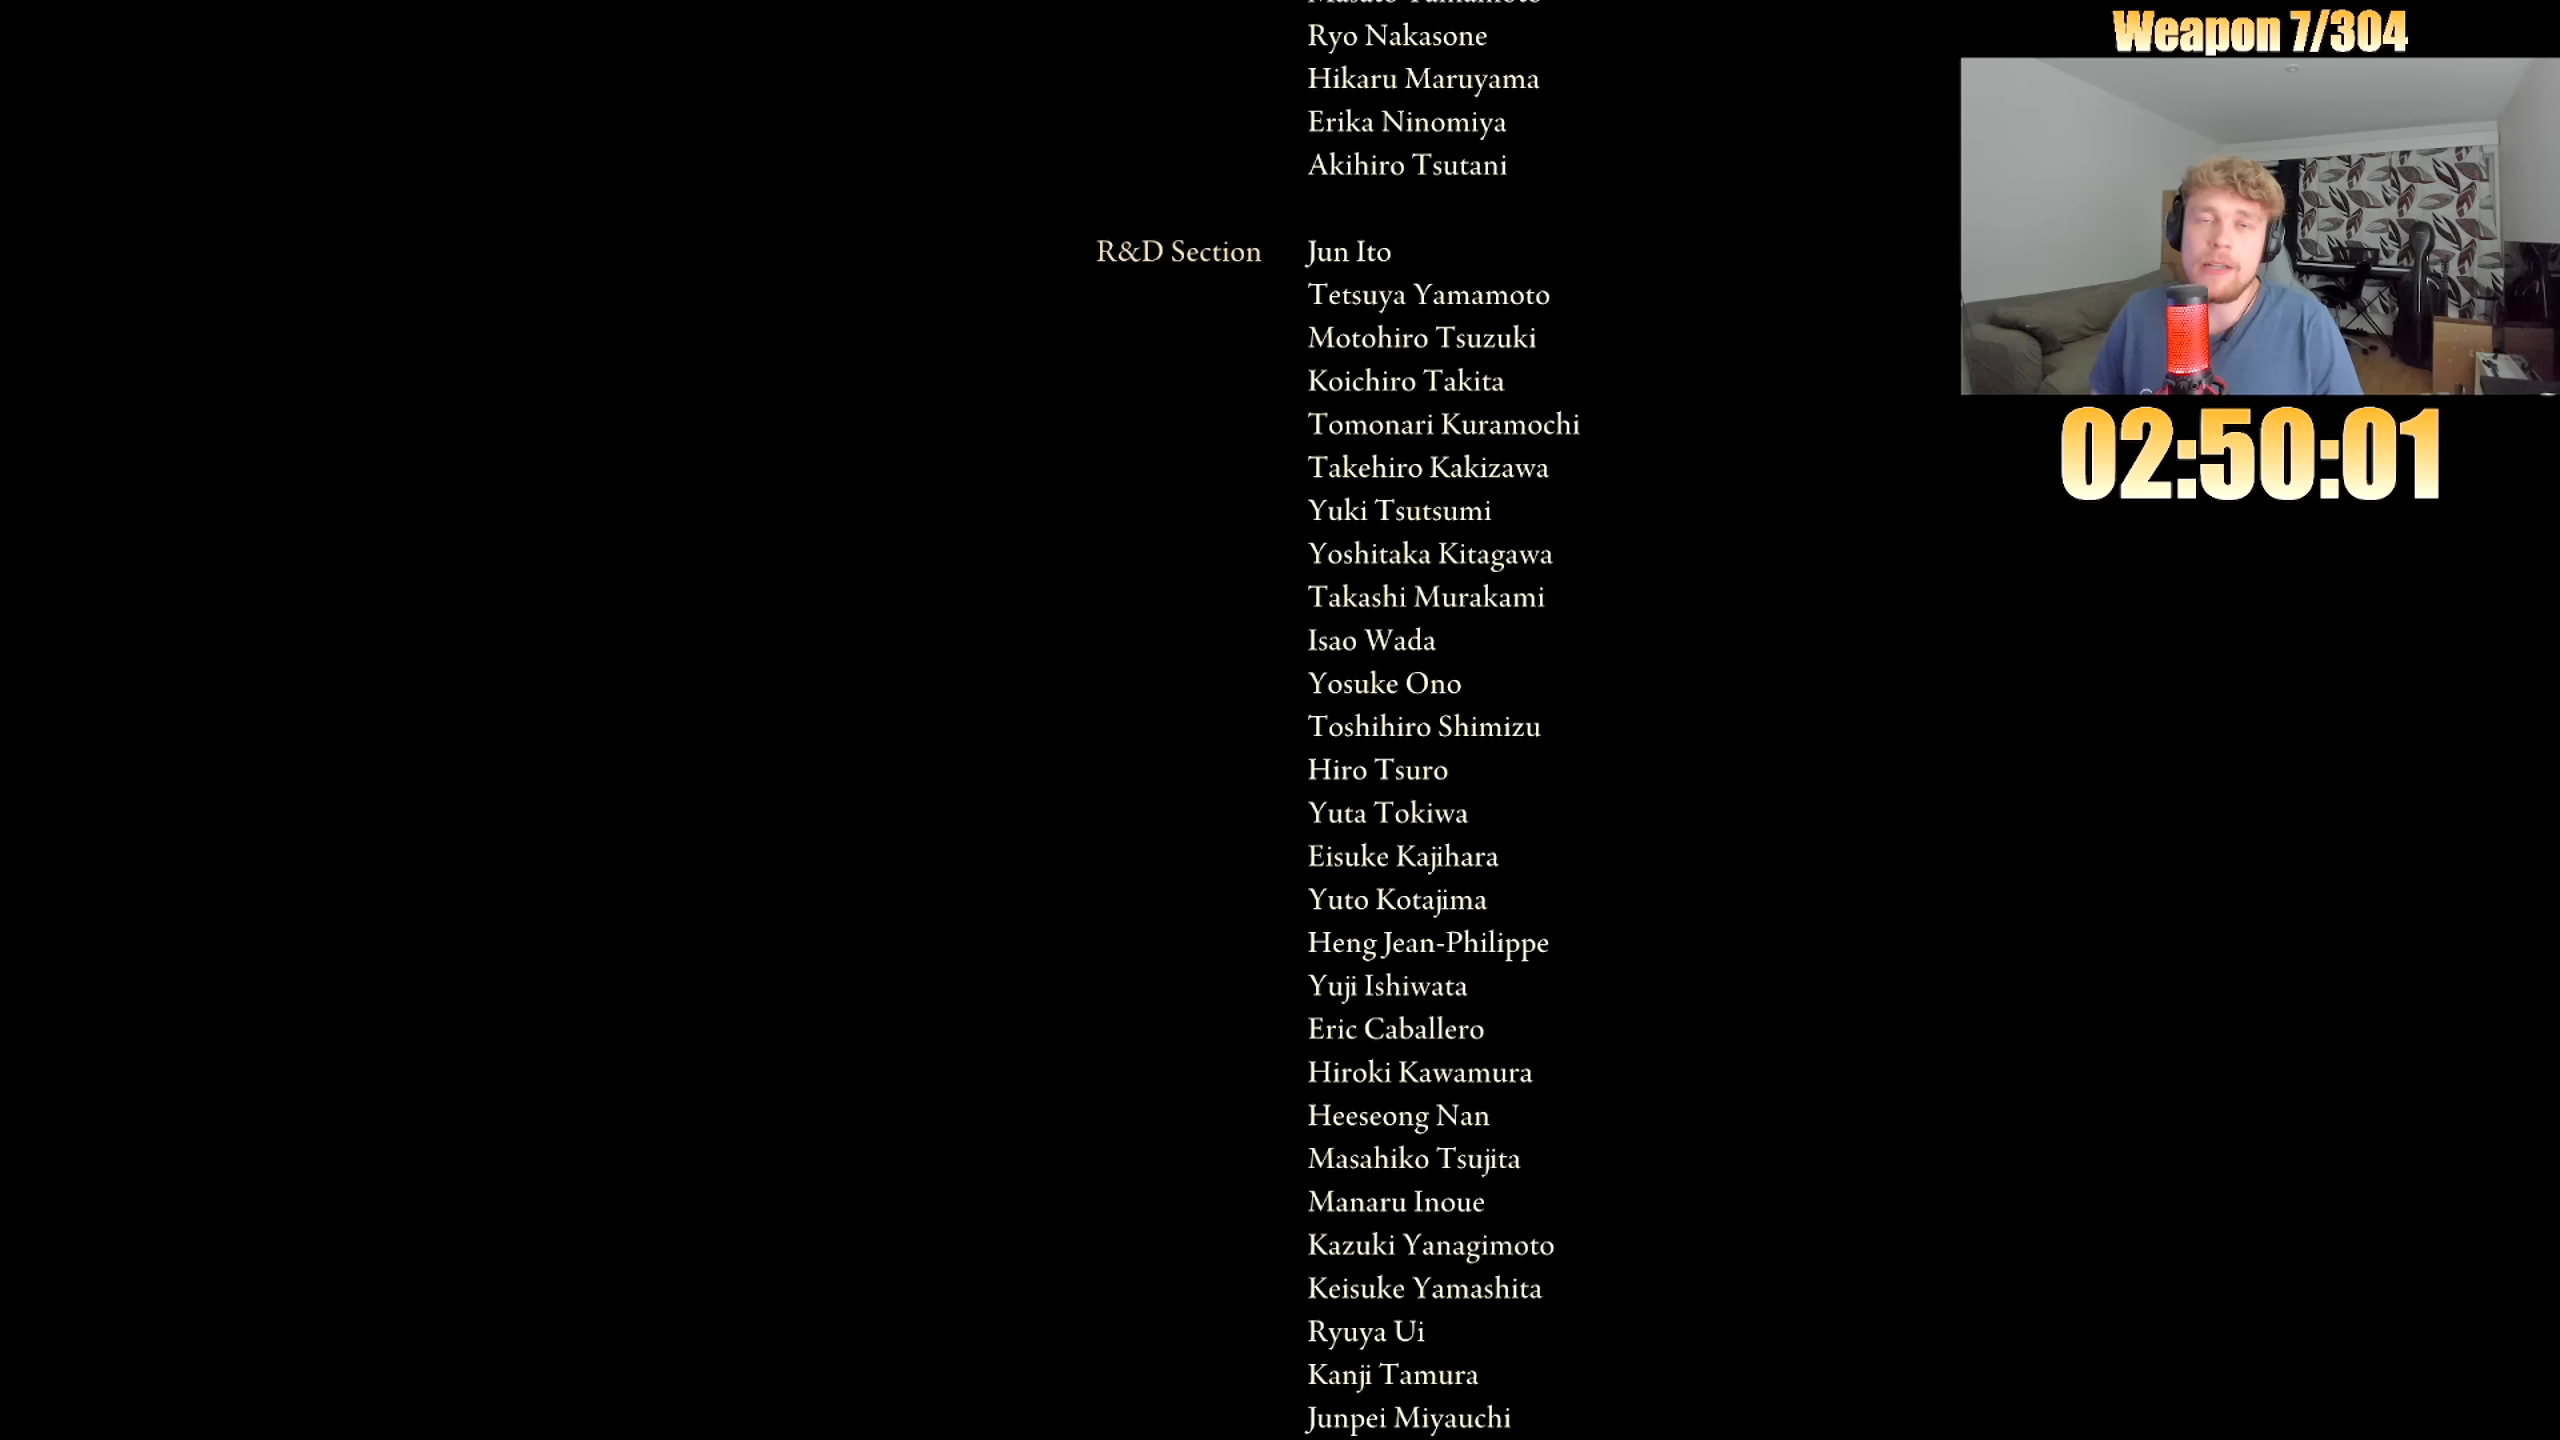 Masato Yamamoto
Ryo Nakasone
Hikaru Maruyama
Erika Ninomiya
Akihiro Tsutani
R&D Section Jun Ito
Tetsuya Yamamoto
Motohiro Tsuzuki
Koichiro Takita
Tomonari Kuramochi
Takehiro Kakizawa
Yuki Tsutsumi
Yoshitaka Kitagawa
Takashi Murakami
Isao Wada
Yosuke Ono
Toshihiro Shimizu
Hiro Tsuro
Yuta Tokiwa
Eisuke Kajihara
Yuto Kotajima
Heng Jean-Philippe
Yuji Ishiwata
Eric Caballero
Hiroki Kawamura
Heeseong Nan
Masahiko Tsujita
Manaru Inoue
Kazuki Yanagimoto
Keisuke Yamashita
Ryuya Ui
Kanji Tamura
Junpei Miyauchi
Weapon 7/304
02:50:01